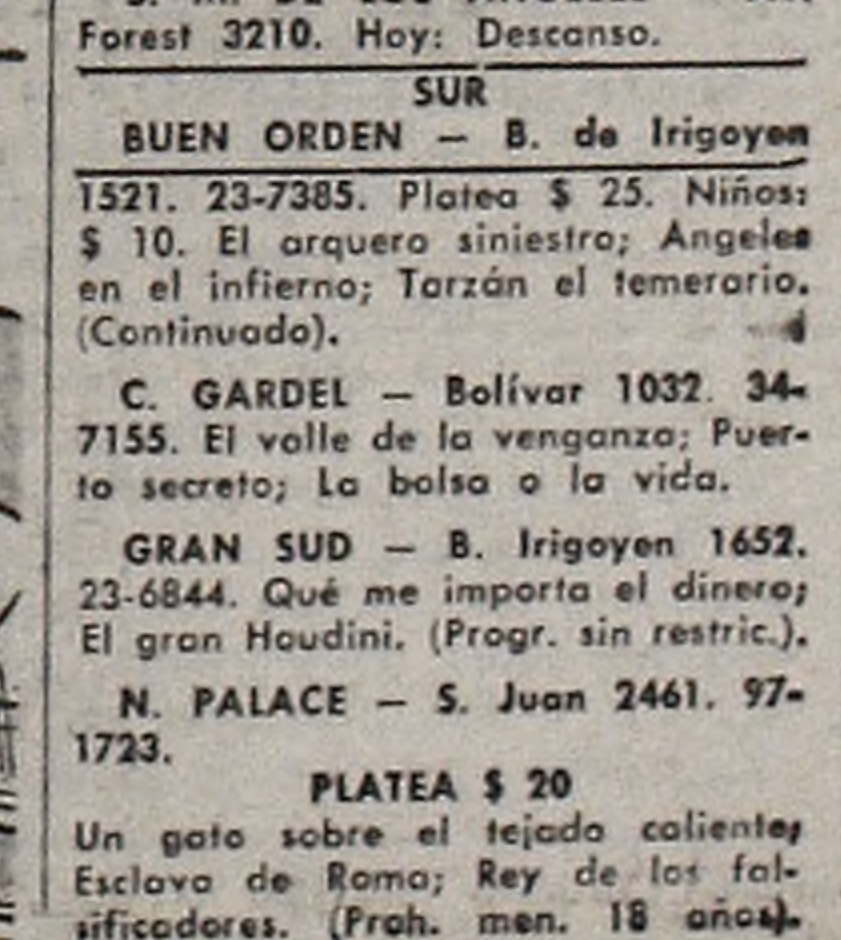 Forest 3210. Hoy: Descanso.
SUR
BUEN ORDEN — B. de Irigoyen
1521. 23-7385. Platea $ 25. Niños:
$ 10. El arquero siniestro; Angeles
en el infierno; Tarzán el temerario.
(Continuado).
C. GARDEL — Bolívar 1032. 34-
7155. El valle de la venganza; Puer-
to secreto; La bolsa o la vida.
GRAN SUD — B. Irigoyen 1652.
23-6844. Qué me importa el dinero;
El gran Houdini. (Progr. sin restric.).
N. PALACE — S. Juan 2461. 97-
1723.
PLATEA $ 20
Un gato sobre el tejado caliente;
Esclava de Roma; Rey de los fal-
sificadores. (Proh. men. 18 años).